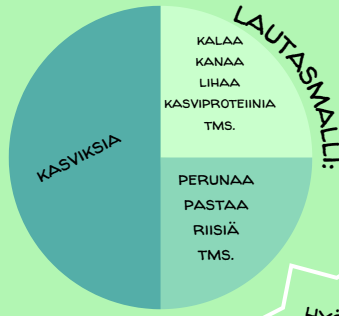 LAUTASMALLI:
KALAA
KANAA
LIHAA
KASVIPROTEIINIA
TMS.
KASVIKSIA
PERUNAA
PASTAA
RIISIÄ
TMS.